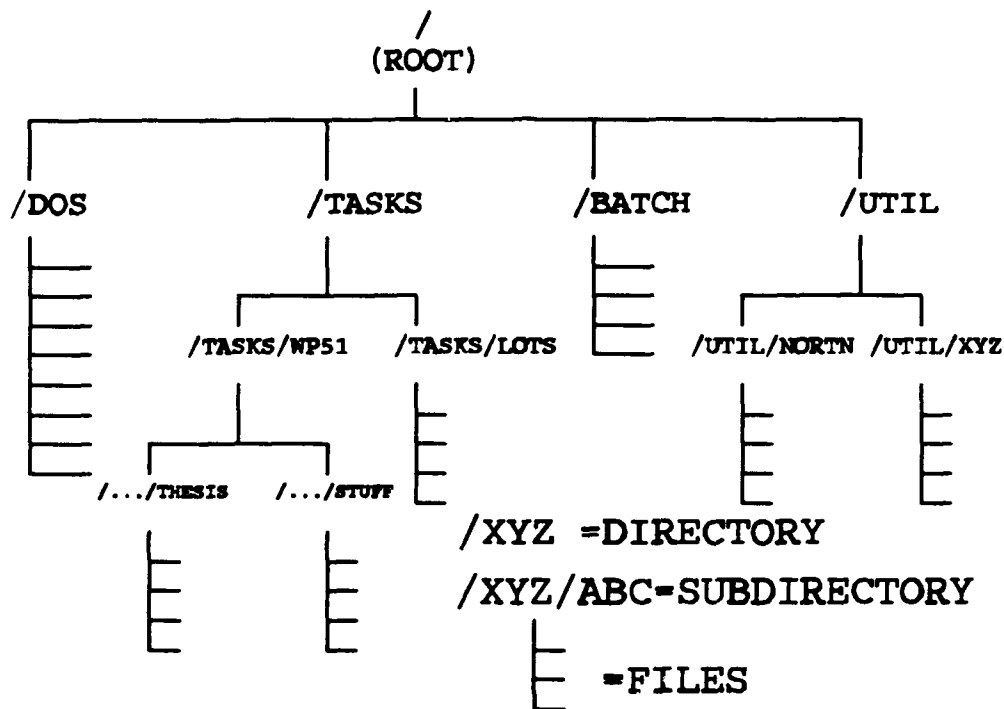 /
(ROOT)
/DOS /TASKS /BATCH /UTIL
/TASKS/WP51 /TASKS/LOTS /UTIL/NORTN /UTIL/XYZ
/.../THESIS /.../STUFF
/XYZ =DIRECTORY
/XYZ/ABC=SUBDIRECTORY
=FILES